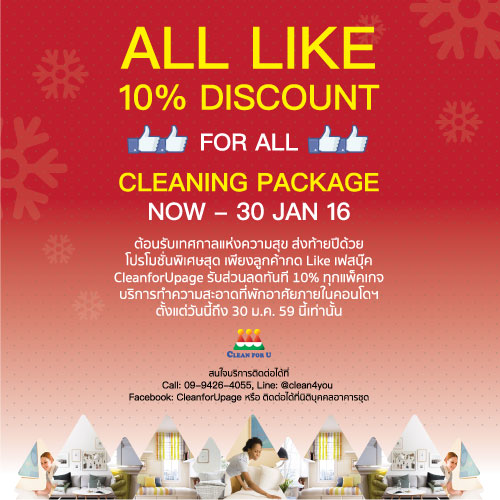 ALL LIKE
10% DISCOUNT
FOR ALL
CLEANING PACKAGE
NOW – 30 JAN 16
ต้อนรับเทศกาลแห่งความสุข ส่งท้ายปีด้วย
โปรโมชั่นพิเศษสุด เพียงลูกค้ากด Like เฟสบุ๊ค
CleanforUpage รับส่วนลดทันที 10% ทุกแพ็คเกจ
บริการทำความสะอาดที่พักอาศัยภายในคอนโดฯ
ตั้งแต่วันนี้ถึง 30 ม.ค. 59 นี้เท่านั้น
CLEAN FOR U
สนใจบริการติดต่อได้ที่
Call: 09-9426-4055, Line: @clean4you
Facebook: CleanforUpage หรือ ติดต่อได้ที่นิติบุคคลอาคารชุด